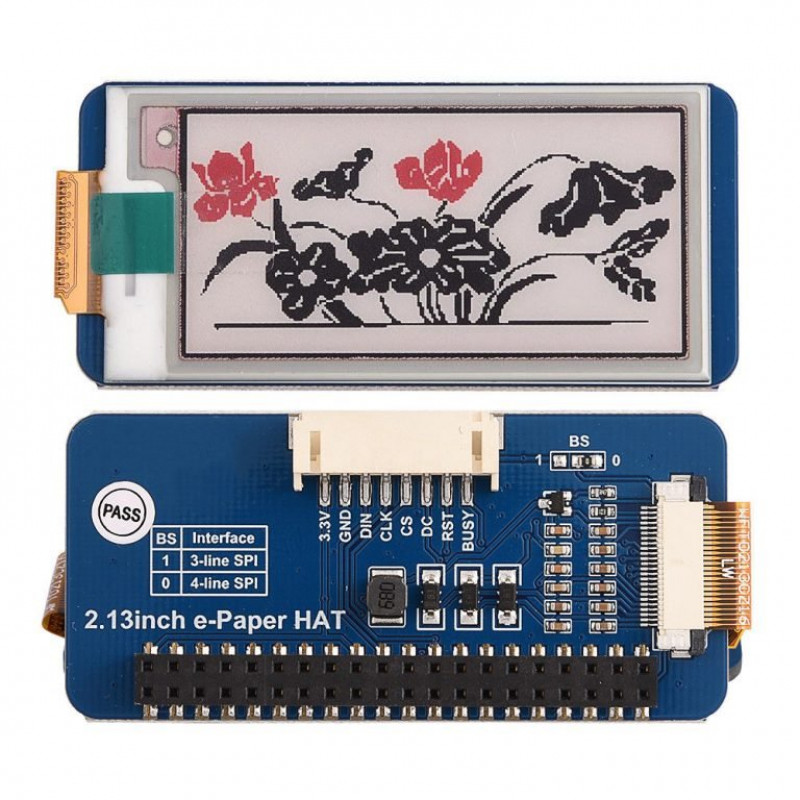 BS
1 0
PASS
3.3V
GND
DIN
CLK
CS
DC
RST
BUSY
BS Interface
1 3-line SPI
0 4-line SPI
680
LW
2.13inch e-Paper HAT